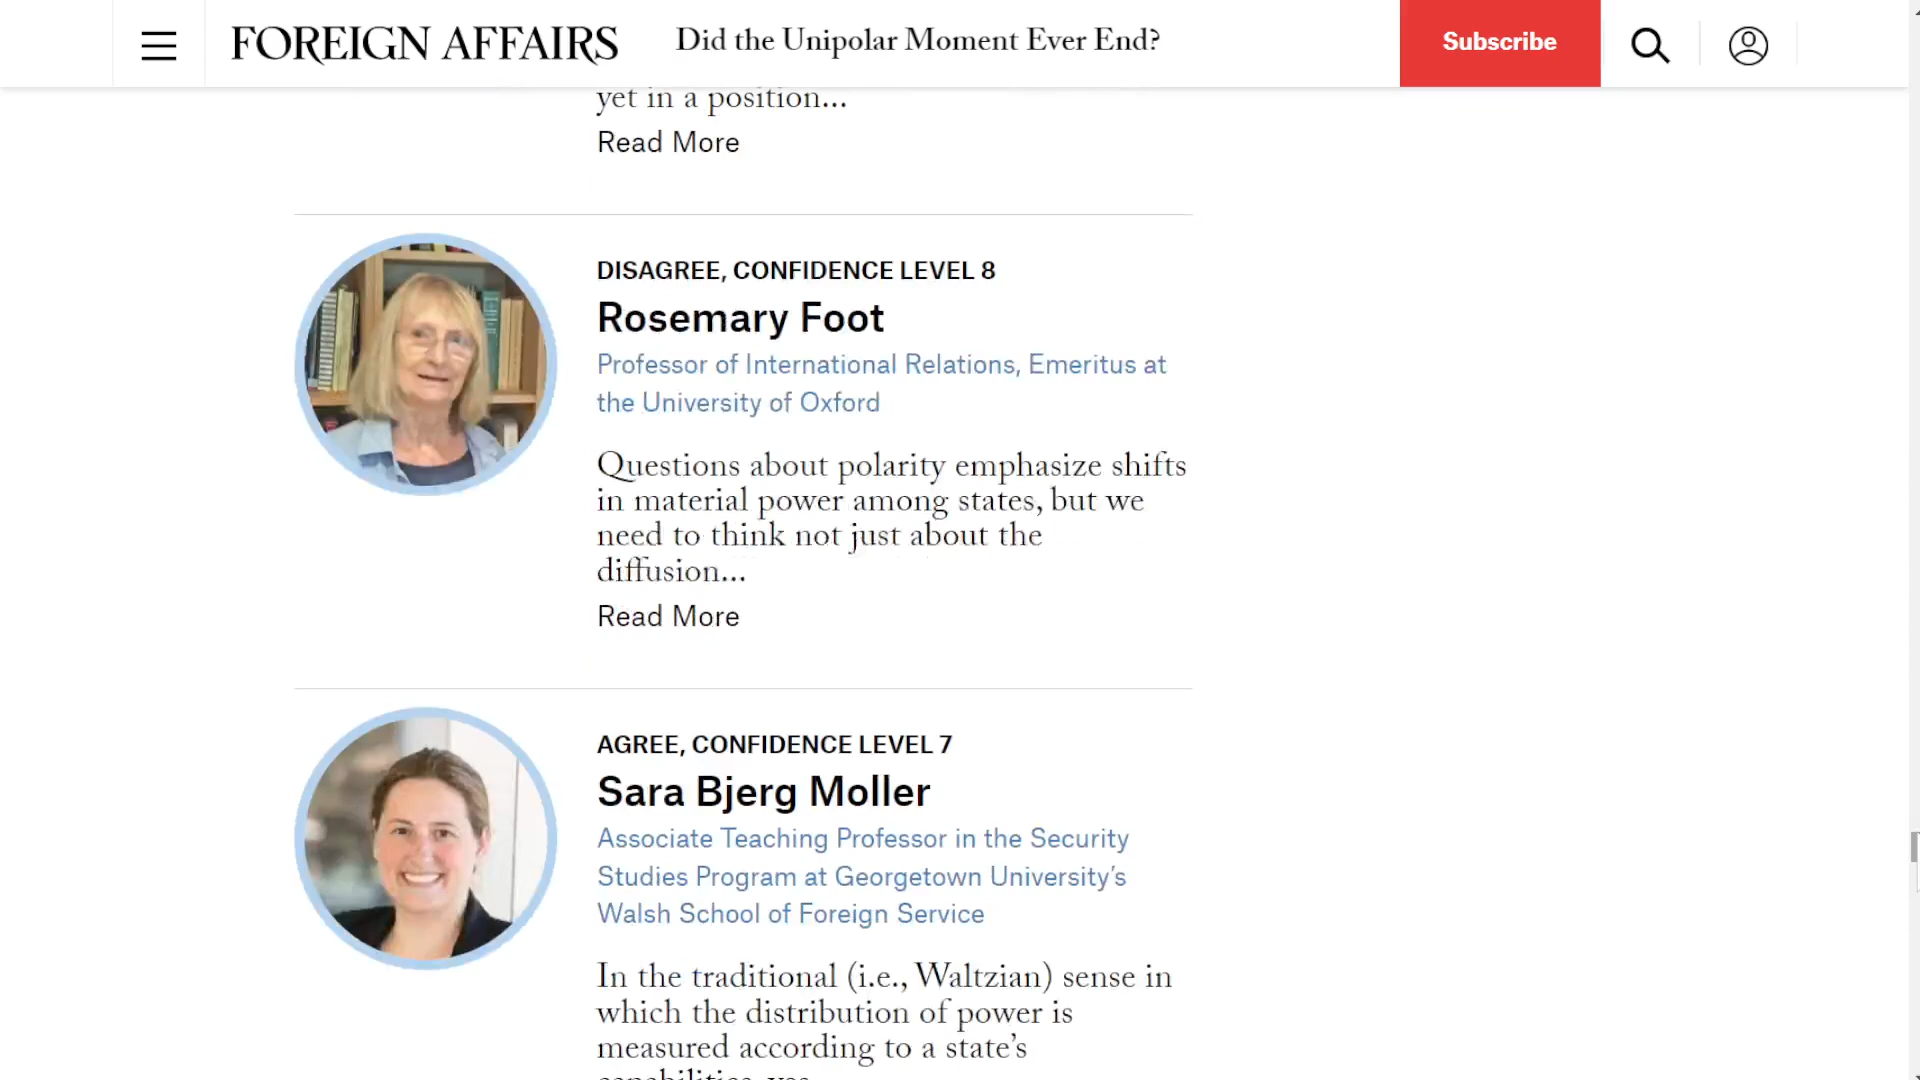 FOREIGN AFFAIRS
Did the Unipolar Moment Ever End?
Subscribe
yet in a position...
Read More
DISAGREE, CONFIDENCE LEVEL 8
Rosemary Foot
Professor of International Relations, Emeritus at
the University of Oxford
Questions about polarity emphasize shifts
in material power among states, but we
need to think not just about the
diffusion...
Read More
AGREE, CONFIDENCE LEVEL 7
Sara Bjerg Moller
Associate Teaching Professor in the Security
Studies Program at Georgetown University’s
Walsh School of Foreign Service
In the traditional (i.e., Waltzian) sense in
which the distribution of power is
measured according to a state’s
capabilities, yes